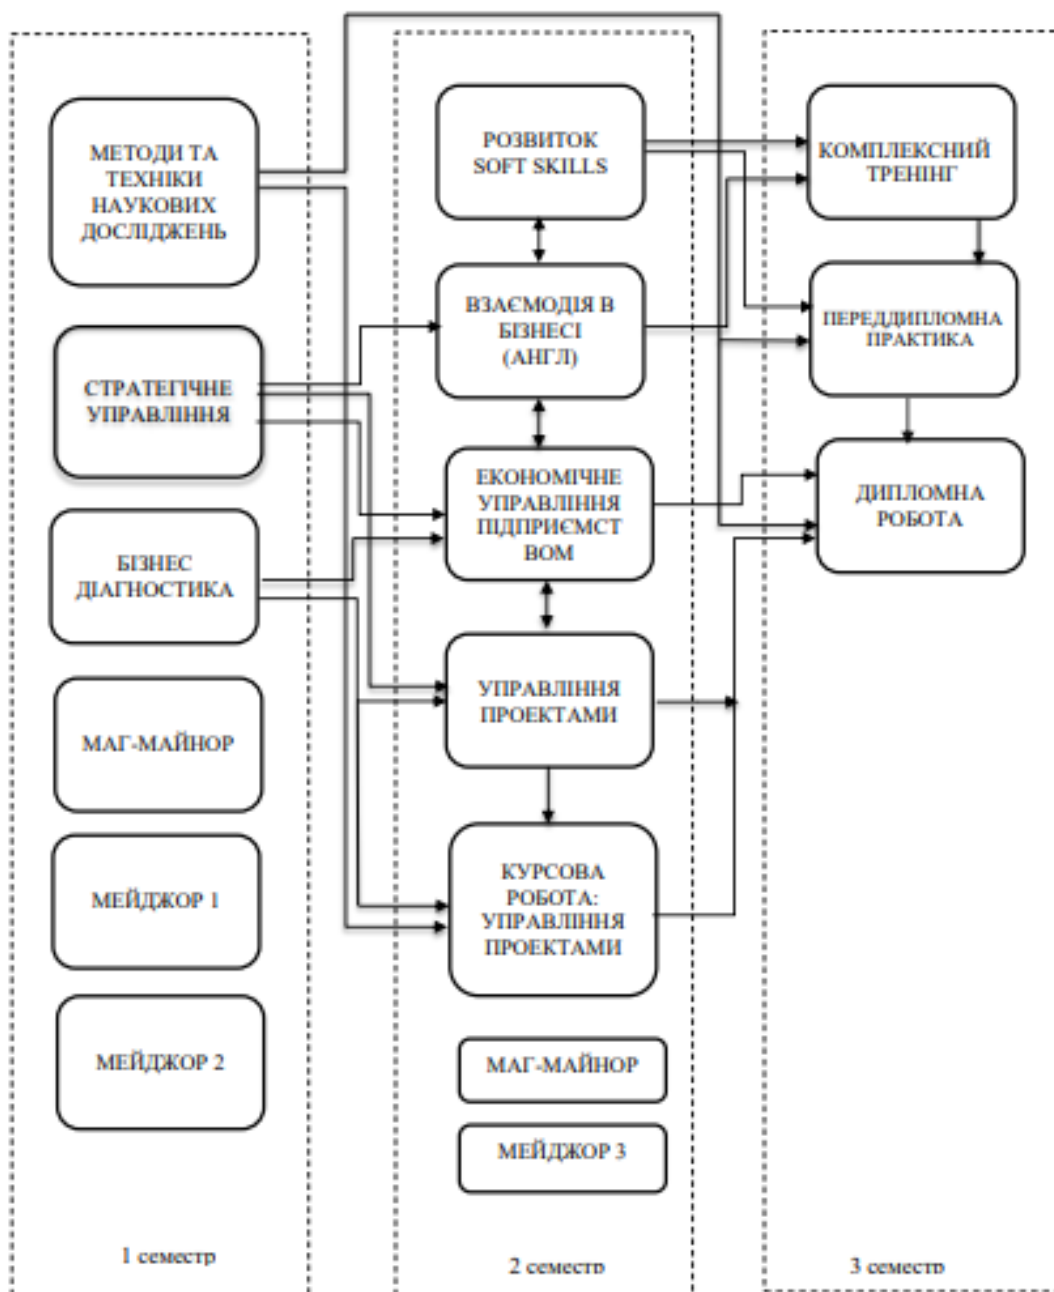 МЕТОДИ ТА
ТЕХНІКИ
НАУКОВИХ
ДОСЛІДЖЕНЬ
СТРАТЕГІЧНЕ
УПРАВЛІННЯ
БІЗНЕС
ДІАГНОСТИКА
МАГ-МАЙНОР
МЕЙДЖОР 1
МЕЙДЖОР 2
1 семестр
РОЗВИТОК
SOFT SKILLS
ВЗАЄМОДІЯ В
БІЗНЕСІ
(АНГЛ)
ЕКОНОМІЧНЕ
УПРАВЛІННЯ
ПІДПРИЄМСТ
ВОМ
УПРАВЛІННЯ
ПРОЕКТАМИ
КУРСОВА
РОБОТА:
УПРАВЛІННЯ
ПРОЕКТАМИ
МАГ-МАЙНОР
МЕЙДЖОР 3
2 семестр
КОМПЛЕКСНИЙ
ТРЕНІНГ
ПЕРЕДДИПЛОМНА
ПРАКТИКА
ДИПЛОМНА
РОБОТА
3 семестр